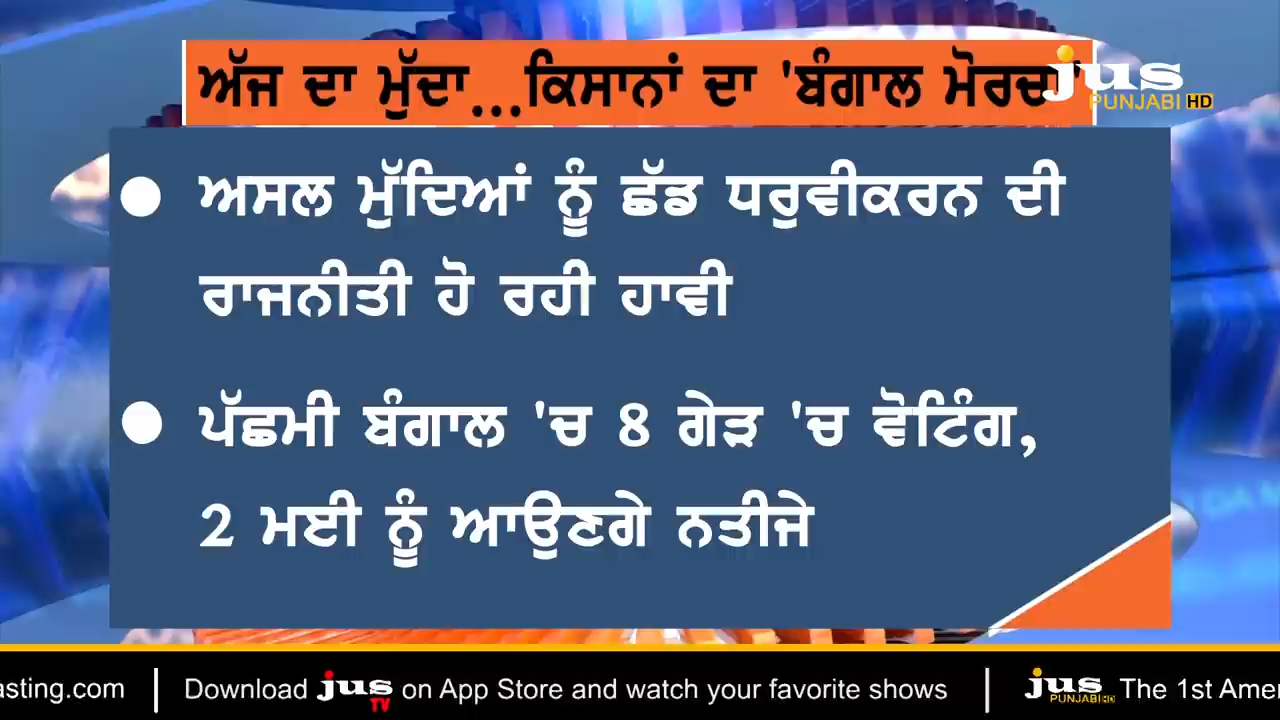 ਅੱਜ ਦਾ ਮੁੱਦਾ...ਕਿਸਾਨਾਂ ਦਾ 'ਬੰਗਾਲ ਮੋਰਚਾ'
jus
PUNJABI HD
ਅਸਲ ਮੁੱਦਿਆਂ ਨੂੰ ਛੱਡ ਧਰੁਵੀਕਰਨ ਦੀ
ਰਾਜਨੀਤੀ ਹੋ ਰਹੀ ਹਾਵੀ
ਪੱਛਮੀ ਬੰਗਾਲ 'ਚ 8 ਗੇੜ 'ਚ ਵੋਟਿੰਗ,
2 ਮਈ ਨੂੰ ਆਉਣਗੇ ਨਤੀਜੇ
asting.com | Download jus TV on App Store and watch your favorite shows | jus PUNJABI HD The 1st Amer